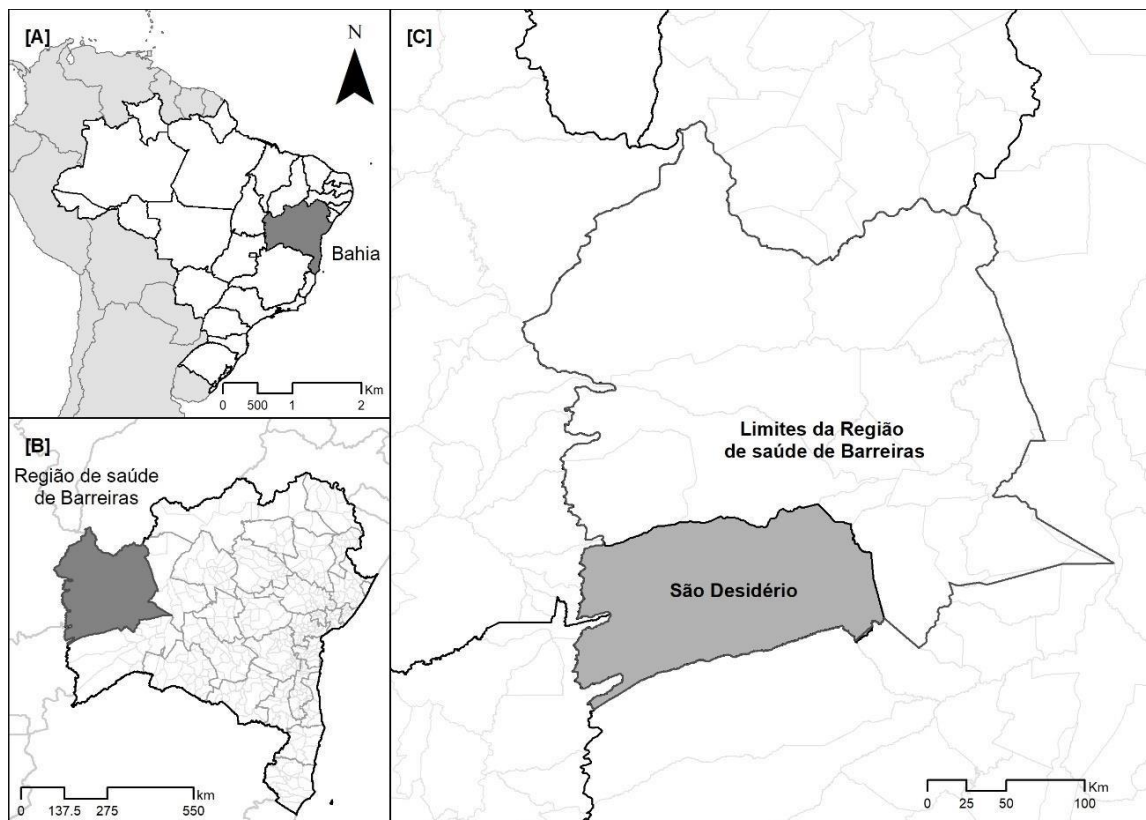 [A]
N
Bahia
Km
0 500 1 2
[B]
Região de saúde
de Barreiras
km
0 137.5 275 550
[C]
Limites da Região
de saúde de Barreiras
São Desidério
Km
0 25 50 100